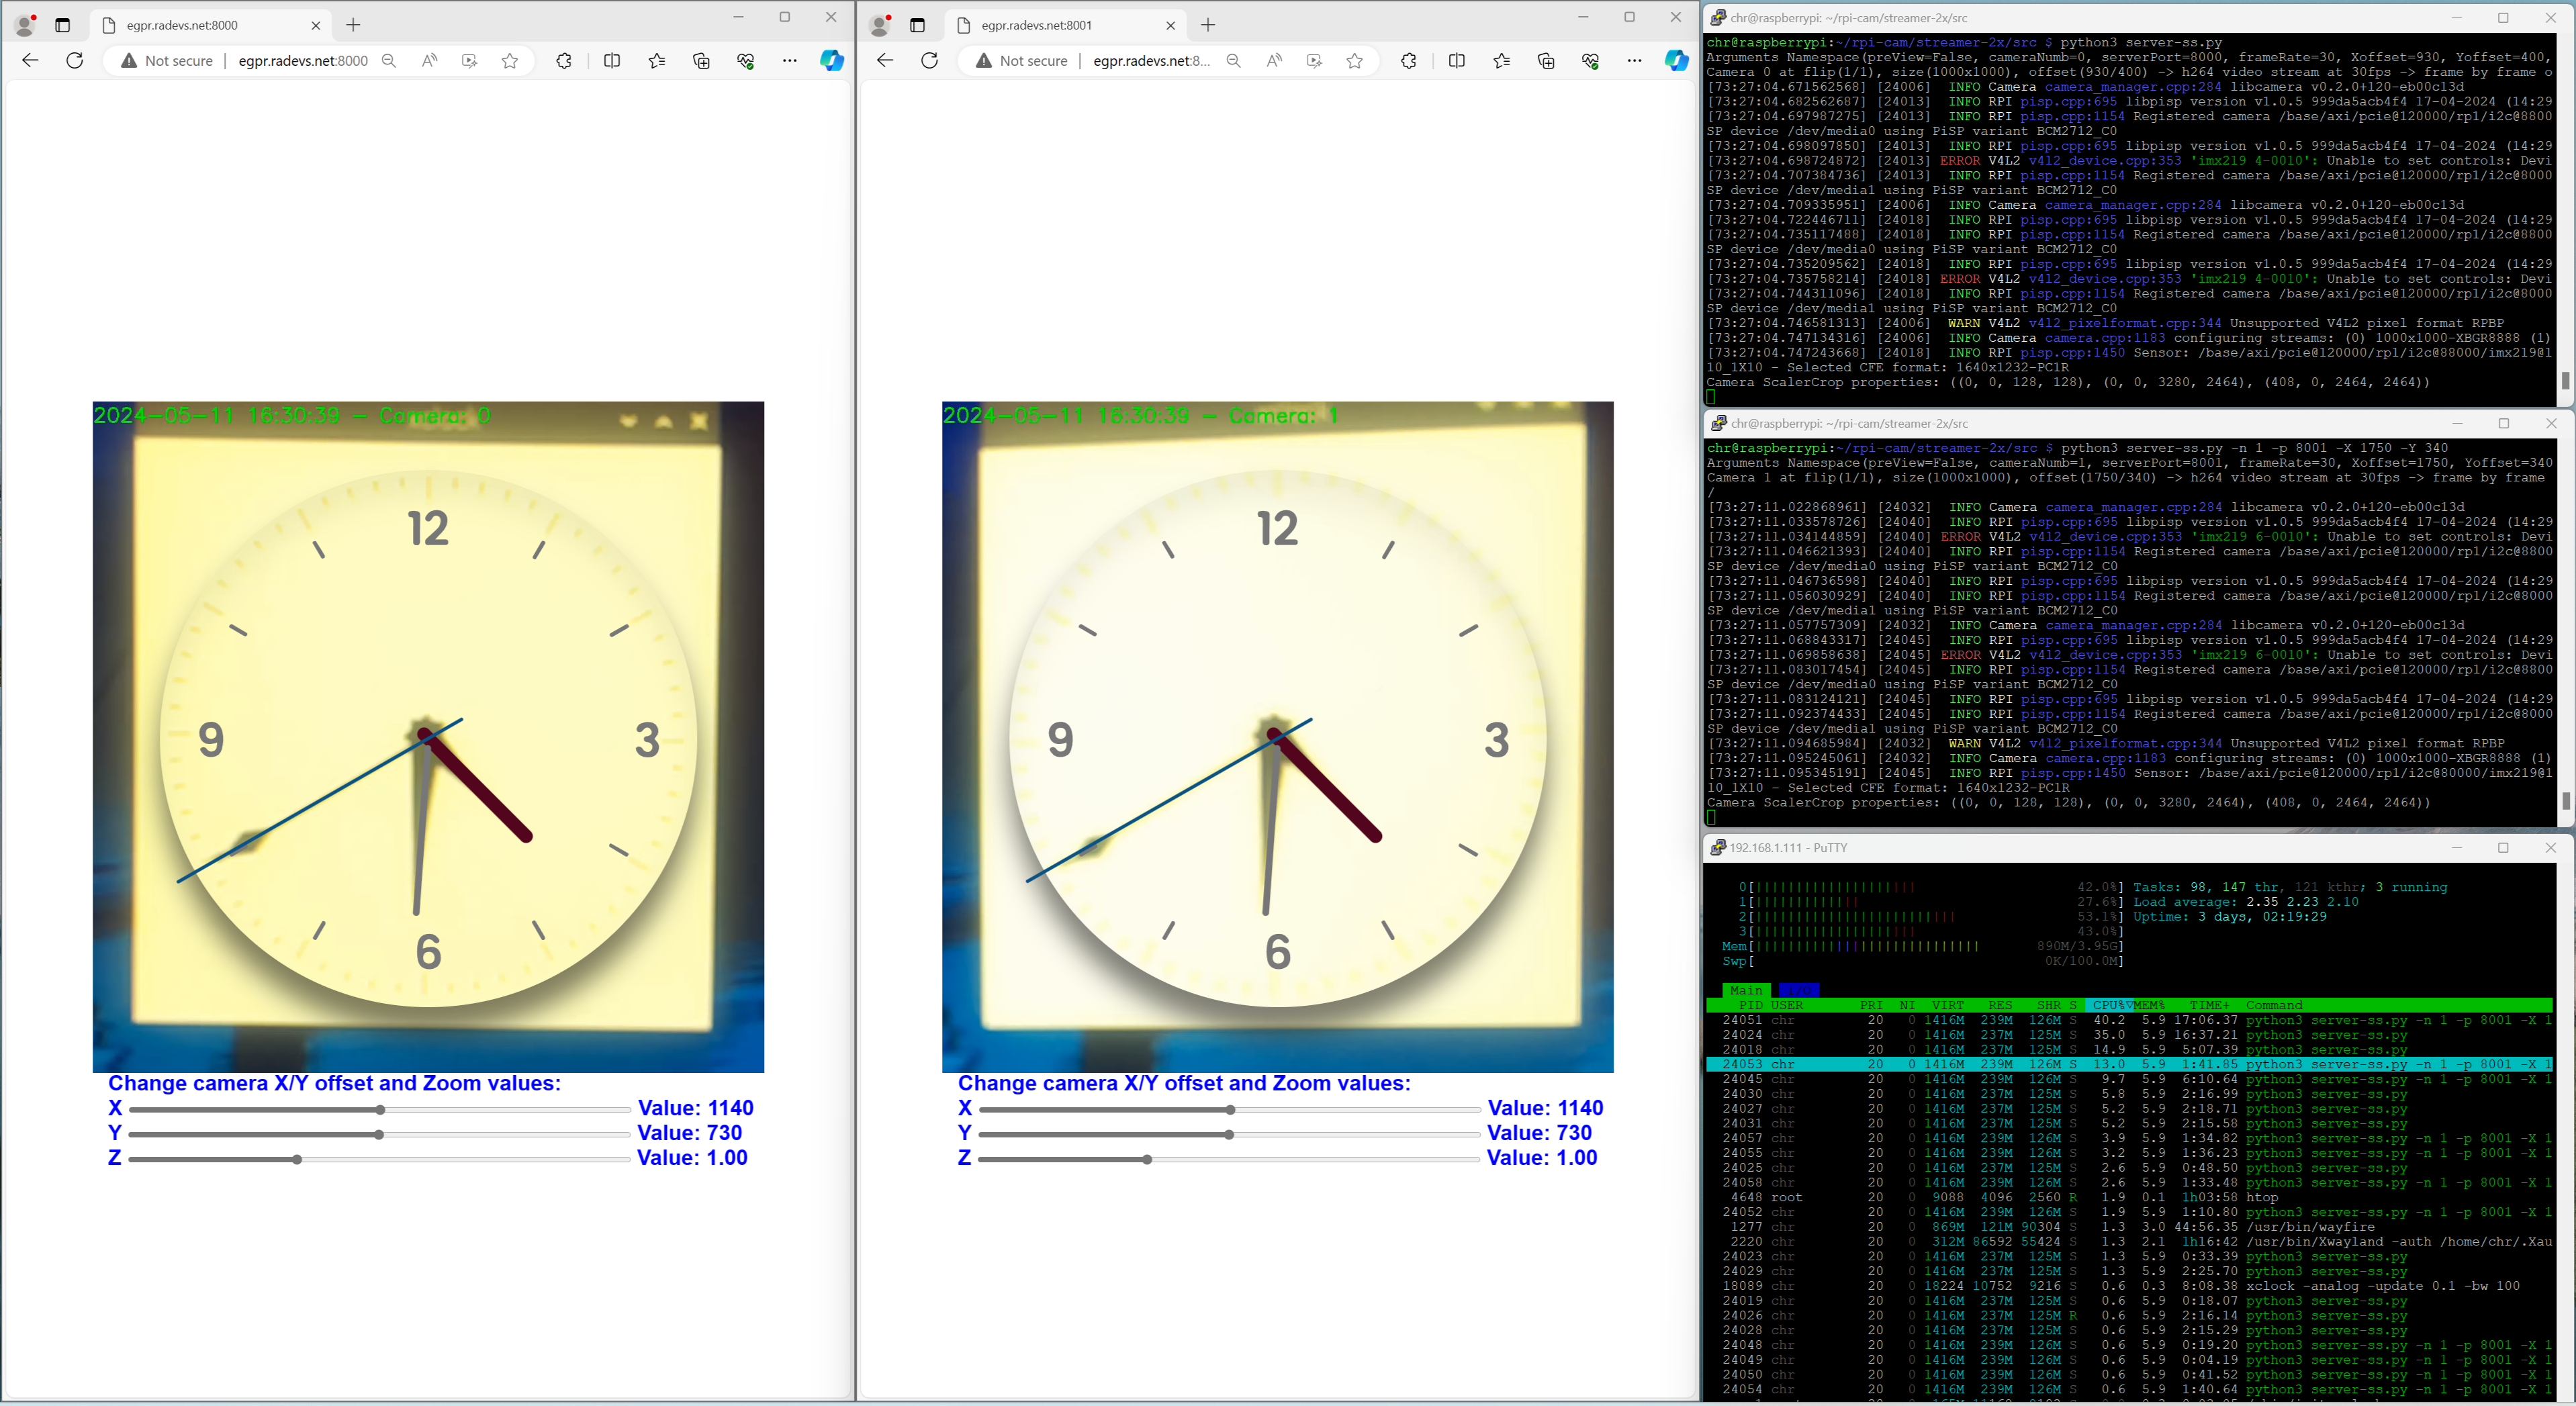 egpr.radevs.net:8000
Not secure
egpr.radevs.net:8000
2024-05-11 16:30:39 - Camera: 0
12
9
3
6
Change camera X/Y offset and Zoom values:
X Value: 1140
Y Value: 730
Z Value: 1.00
egpr.radevs.net:8001
Not secure
egpr.radevs.net:8...
2024-05-11 16:30:39 - Camera: 1
12
9
3
6
Change camera X/Y offset and Zoom values:
X Value: 1140
Y Value: 730
Z Value: 1.00
chr@raspberrypi: ~/rpi-cam/streamer-2x/src
chr@raspberrypi:~/rpi-cam/streamer-2x/src $ python3 server-ss.py
Arguments Namespace(preView=False, cameraNumb=0, serverPort=8000, frameRate=30, Xoffset=930, Yoffset=400,
Camera 0 at flip(1/1), size(1000x1000), offset(930/400) -> h264 video stream at 30fps -> frame by frame o
[73:27:04.671562568] [24006] INFO Camera camera_manager.cpp:284 libcamera v0.2.0+120-eb00c13d
[73:27:04.682562687] [24013] INFO RPI pisp.cpp:695 libpisp version v1.0.5 999da5acb4f4 17-04-2024 (14:29
[73:27:04.697987275] [24013] INFO RPI pisp.cpp:1154 Registered camera /base/axi/pcie@120000/rp1/i2c@8800
SP device /dev/media0 using PiSP variant BCM2712_C0
[73:27:04.698097850] [24013] INFO RPI pisp.cpp:695 libpisp version v1.0.5 999da5acb4f4 17-04-2024 (14:29
[73:27:04.698724872] [24013] ERROR V4L2 v4l2_device.cpp:353 'imx219 4-0010': Unable to set controls: Devi
[73:27:04.707384736] [24013] INFO RPI pisp.cpp:1154 Registered camera /base/axi/pcie@120000/rp1/i2c@8000
SP device /dev/media1 using PiSP variant BCM2712_C0
[73:27:04.709335951] [24006] INFO Camera camera_manager.cpp:284 libcamera v0.2.0+120-eb00c13d
[73:27:04.722446711] [24018] INFO RPI pisp.cpp:695 libpisp version v1.0.5 999da5acb4f4 17-04-2024 (14:29
[73:27:04.735117488] [24018] INFO RPI pisp.cpp:1154 Registered camera /base/axi/pcie@120000/rp1/i2c@8800
SP device /dev/media0 using PiSP variant BCM2712_C0
[73:27:04.735209562] [24018] INFO RPI pisp.cpp:695 libpisp version v1.0.5 999da5acb4f4 17-04-2024 (14:29
[73:27:04.735758214] [24018] ERROR V4L2 v4l2_device.cpp:353 'imx219 4-0010': Unable to set controls: Devi
[73:27:04.744311096] [24018] INFO RPI pisp.cpp:1154 Registered camera /base/axi/pcie@120000/rp1/i2c@8000
SP device /dev/media1 using PiSP variant BCM2712_C0
[73:27:04.746581313] [24006] WARN V4L2 v4l2_pixelformat.cpp:344 Unsupported V4L2 pixel format RPBP
[73:27:04.747134316] [24006] INFO Camera camera.cpp:1183 configuring streams: (0) 1000x1000-XBGR8888 (1)
[73:27:04.747243668] [24018] INFO RPI pisp.cpp:1450 Sensor: /base/axi/pcie@120000/rp1/i2c@88000/imx219@1
10_1X10 - Selected CFE format: 1640x1232-PC1R
Camera ScalerCrop properties: ((0, 0, 128, 128), (0, 0, 3280, 2464), (408, 0, 2464, 2464))
chr@raspberrypi: ~/rpi-cam/streamer-2x/src
chr@raspberrypi:~/rpi-cam/streamer-2x/src $ python3 server-ss.py -n 1 -p 8001 -X 1750 -Y 340
Arguments Namespace(preView=False, cameraNumb=1, serverPort=8001, frameRate=30, Xoffset=1750, Yoffset=340
Camera 1 at flip(1/1), size(1000x1000), offset(1750/340) -> h264 video stream at 30fps -> frame by frame
/
[73:27:11.022868961] [24032] INFO Camera camera_manager.cpp:284 libcamera v0.2.0+120-eb00c13d
[73:27:11.033578726] [24040] INFO RPI pisp.cpp:695 libpisp version v1.0.5 999da5acb4f4 17-04-2024 (14:29
[73:27:11.034144859] [24040] ERROR V4L2 v4l2_device.cpp:353 'imx219 6-0010': Unable to set controls: Devi
[73:27:11.046621393] [24040] INFO RPI pisp.cpp:1154 Registered camera /base/axi/pcie@120000/rp1/i2c@8800
SP device /dev/media0 using PiSP variant BCM2712_C0
[73:27:11.046736598] [24040] INFO RPI pisp.cpp:695 libpisp version v1.0.5 999da5acb4f4 17-04-2024 (14:29
[73:27:11.056030929] [24040] INFO RPI pisp.cpp:1154 Registered camera /base/axi/pcie@120000/rp1/i2c@8000
SP device /dev/media1 using PiSP variant BCM2712_C0
[73:27:11.057757309] [24032] INFO Camera camera_manager.cpp:284 libcamera v0.2.0+120-eb00c13d
[73:27:11.068843317] [24045] INFO RPI pisp.cpp:695 libpisp version v1.0.5 999da5acb4f4 17-04-2024 (14:29
[73:27:11.069858638] [24045] ERROR V4L2 v4l2_device.cpp:353 'imx219 6-0010': Unable to set controls: Devi
[73:27:11.083017454] [24045] INFO RPI pisp.cpp:1154 Registered camera /base/axi/pcie@120000/rp1/i2c@8800
SP device /dev/media0 using PiSP variant BCM2712_C0
[73:27:11.083124121] [24045] INFO RPI pisp.cpp:695 libpisp version v1.0.5 999da5acb4f4 17-04-2024 (14:29
[73:27:11.092374433] [24045] INFO RPI pisp.cpp:1154 Registered camera /base/axi/pcie@120000/rp1/i2c@8000
SP device /dev/media1 using PiSP variant BCM2712_C0
[73:27:11.094685984] [24032] WARN V4L2 v4l2_pixelformat.cpp:344 Unsupported V4L2 pixel format RPBP
[73:27:11.095245061] [24032] INFO Camera camera.cpp:1183 configuring streams: (0) 1000x1000-XBGR8888 (1)
[73:27:11.095345191] [24045] INFO RPI pisp.cpp:1450 Sensor: /base/axi/pcie@120000/rp1/i2c@80000/imx219@1
10_1X10 - Selected CFE format: 1640x1232-PC1R
Camera ScalerCrop properties: ((0, 0, 128, 128), (0, 0, 3280, 2464), (408, 0, 2464, 2464))
192.168.1.111 - PuTTY
0[ 42.0%] Tasks: 98, 147 thr, 121 kthr; 3 running
1[ 27.6%] Load average: 2.35 2.23 2.10
2[ 53.1%] Uptime: 3 days, 02:19:29
3[ 43.0%]
Mem[ 890M/3.95G]
Swp[ 0K/100.0M]
Main I/O
PID USER PRI NI VIRT RES SHR S CPU%▽MEM% TIME+ Command
24051 chr 20 0 1416M 239M 126M S 40.2 5.9 17:06.37 python3 server-ss.py -n 1 -p 8001 -X 1
24024 chr 20 0 1416M 237M 125M S 35.0 5.9 16:37.21 python3 server-ss.py
24018 chr 20 0 1416M 237M 125M S 14.9 5.9 5:07.39 python3 server-ss.py
24053 chr 20 0 1416M 239M 126M S 13.0 5.9 1:41.85 python3 server-ss.py -n 1 -p 8001 -X 1
24045 chr 20 0 1416M 239M 126M S 9.7 5.9 6:10.64 python3 server-ss.py -n 1 -p 8001 -X 1
24030 chr 20 0 1416M 237M 125M S 5.8 5.9 2:16.99 python3 server-ss.py
24027 chr 20 0 1416M 237M 125M S 5.2 5.9 2:18.71 python3 server-ss.py
24031 chr 20 0 1416M 237M 125M S 5.2 5.9 2:15.58 python3 server-ss.py
24057 chr 20 0 1416M 239M 126M S 3.9 5.9 1:34.82 python3 server-ss.py -n 1 -p 8001 -X 1
24055 chr 20 0 1416M 239M 126M S 3.2 5.9 1:36.23 python3 server-ss.py -n 1 -p 8001 -X 1
24025 chr 20 0 1416M 237M 125M S 2.6 5.9 0:48.50 python3 server-ss.py
24058 chr 20 0 1416M 239M 126M S 2.6 5.9 1:33.48 python3 server-ss.py -n 1 -p 8001 -X 1
4648 root 20 0 9088 4096 2560 R 1.9 0.1 1h03:58 htop
24052 chr 20 0 1416M 239M 126M S 1.9 5.9 1:10.80 python3 server-ss.py -n 1 -p 8001 -X 1
1277 chr 20 0 869M 121M 90304 S 1.3 3.0 44:56.35 /usr/bin/wayfire
2220 chr 20 0 312M 86592 55424 S 1.3 2.1 1h16:42 /usr/bin/Xwayland -auth /home/chr/.Xau
24023 chr 20 0 1416M 237M 125M S 1.3 5.9 0:33.39 python3 server-ss.py
24029 chr 20 0 1416M 237M 125M S 1.3 5.9 2:25.70 python3 server-ss.py
18089 chr 20 0 18224 10752 9216 S 0.6 0.3 8:08.38 xclock -analog -update 0.1 -bw 100
24019 chr 20 0 1416M 237M 125M S 0.6 5.9 0:18.07 python3 server-ss.py
24026 chr 20 0 1416M 237M 125M R 0.6 5.9 2:16.14 python3 server-ss.py
24028 chr 20 0 1416M 237M 125M S 0.6 5.9 2:15.29 python3 server-ss.py
24048 chr 20 0 1416M 239M 126M S 0.6 5.9 0:19.20 python3 server-ss.py -n 1 -p 8001 -X 1
24049 chr 20 0 1416M 239M 126M S 0.6 5.9 0:04.19 python3 server-ss.py -n 1 -p 8001 -X 1
24050 chr 20 0 1416M 239M 126M S 0.6 5.9 0:41.52 python3 server-ss.py -n 1 -p 8001 -X 1
24054 chr 20 0 1416M 239M 126M S 0.6 5.9 1:40.64 python3 server-ss.py -n 1 -p 8001 -X 1